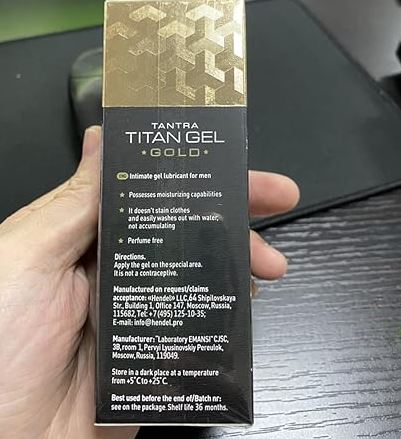 TANTRA
TITAN GEL
★ GOLD ★
ENG Intimate gel lubricant for men
★ Possesses moisturizing capabilities
★ It doesn't stain clothes
and easily washes out with water,
not accumulating
★ Perfume free
Directions.
Apply the gel on the special area.
It is not a contraceptive.
Manufactured on request/claims
acceptance: «Hendel» LLC, 64 Shipilovskaya
Str., Building 1, Office 147, Moscow, Russia,
115682, Tel: +7 (495) 125-10-35;
E-mail: info@hendel.pro
Manufacturer: "Laboratory EMANSI" CJSC,
3B, room 1, Pervyi Lyusinovskiy Pereulok,
Moscow, Russia, 119049.
Store in a dark place at a temperature
from +5°C to +25°C.
Best used before the end of/Batch nr:
see on the package. Shelf life 36 months.